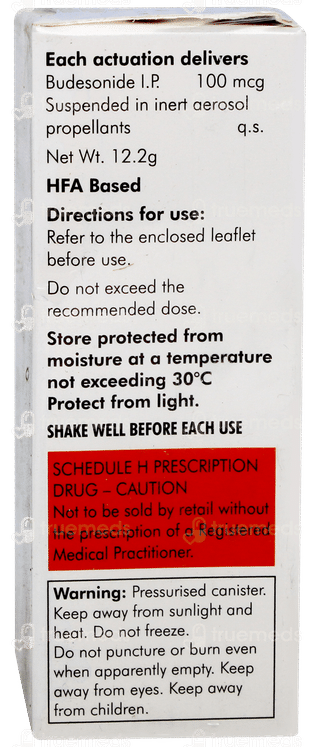 Each actuation delivers
Budesonide I.P. 100 mcg
Suspended in inert aerosol
propellants q.s.
Net Wt. 12.2g
HFA Based
Directions for use:
Refer to the enclosed leaflet
before use.
Do not exceed the
recommended dose.
Store protected from
moisture at a temperature
not exceeding 30°C
Protect from light.
SHAKE WELL BEFORE EACH USE
SCHEDULE H PRESCRIPTION
DRUG – CAUTION
Not to be sold by retail without
the prescription of a Registered
Medical Practitioner.
Warning: Pressurised canister.
Keep away from sunlight and
heat. Do not freeze.
Do not puncture or burn even
when apparently empty. Keep
away from eyes. Keep away
from children.
truemeds